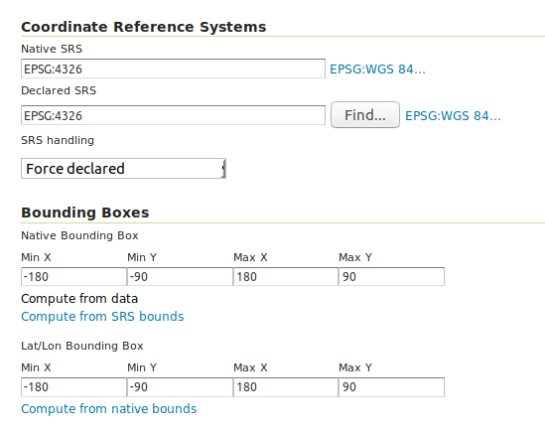 Coordinate Reference Systems
Native SRS
EPSG:4326 EPSG:WGS 84...
Declared SRS
EPSG:4326 Find... EPSG:WGS 84...
SRS handling
Force declared
Bounding Boxes
Native Bounding Box
Min X Min Y Max X Max Y
-180 -90 180 90
Compute from data
Compute from SRS bounds
Lat/Lon Bounding Box
Min X Min Y Max X Max Y
-180 -90 180 90
Compute from native bounds